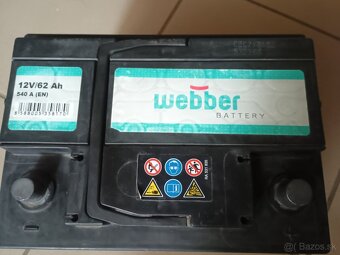 12V/62 Ah
540 A (EN)
webber
BATTERY
Bazos.sk